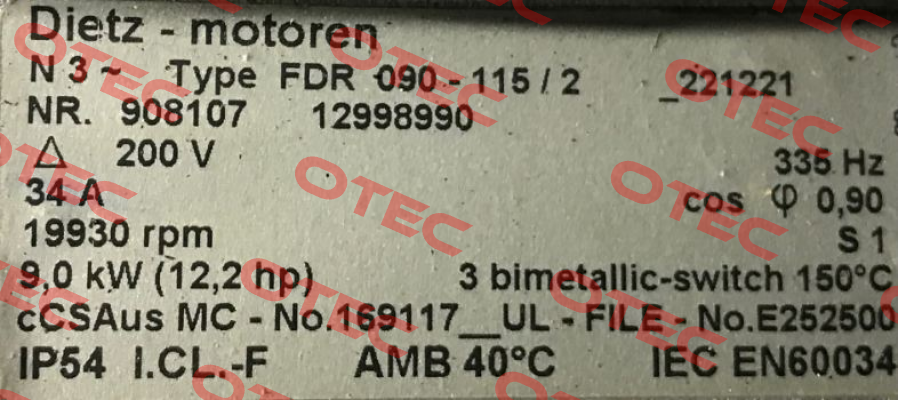 Dietz - motoren
N 3 ~ Type FDR 090 - 115 / 2 _221221
NR. 908107 12998990
Δ 200 V 335 Hz
34 A cos φ 0,90
19930 rpm S 1
9,0 kW (12,2 hp) 3 bimetallic-switch 150°C
cCSAus MC - No.169117__UL - FILE - No.E252500
IP54 I.CL.-F AMB 40°C IEC EN60034
OTEC